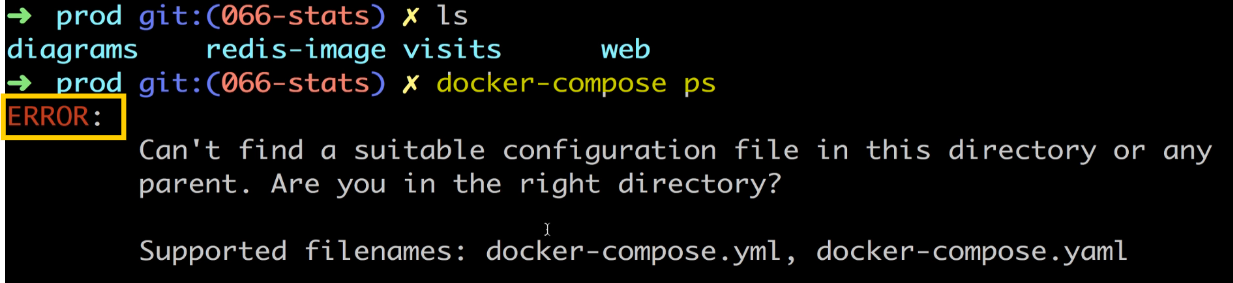 ➜ prod git:(066-stats) ✗ ls
diagrams redis-image visits web
➜ prod git:(066-stats) ✗ docker-compose ps
ERROR:
Can't find a suitable configuration file in this directory or any
parent. Are you in the right directory?
Supported filenames: docker-compose.yml, docker-compose.yaml